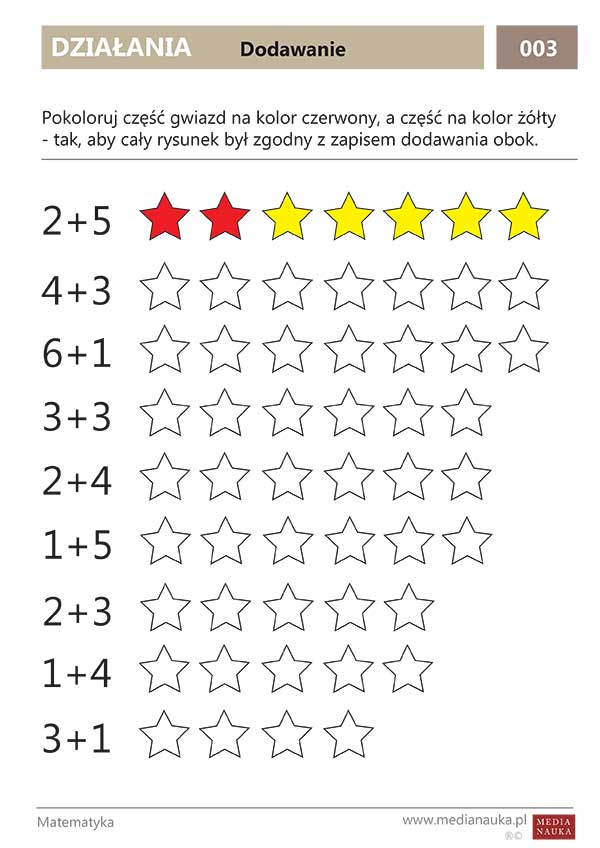 DZIAŁANIA Dodawanie 003
Pokoloruj część gwiazd na kolor czerwony, a część na kolor żółty
- tak, aby cały rysunek był zgodny z zapisem dodawania obok.
2+5
4+3
6+1
3+3
2+4
1+5
2+3
1+4
3+1
Matematyka www.medianauka.pl
®©
MEDIA
NAUKA